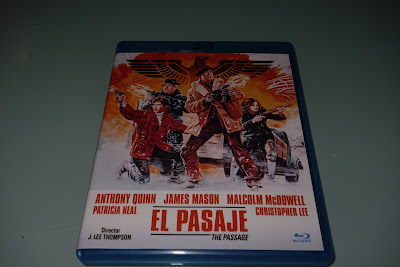 ANTHONY QUINN JAMES MASON MALCOLM McDOWELL
PATRICIA NEAL EL PASAJE CHRISTOPHER LEE
Director
J. LEE THOMPSON THE PASSAGE